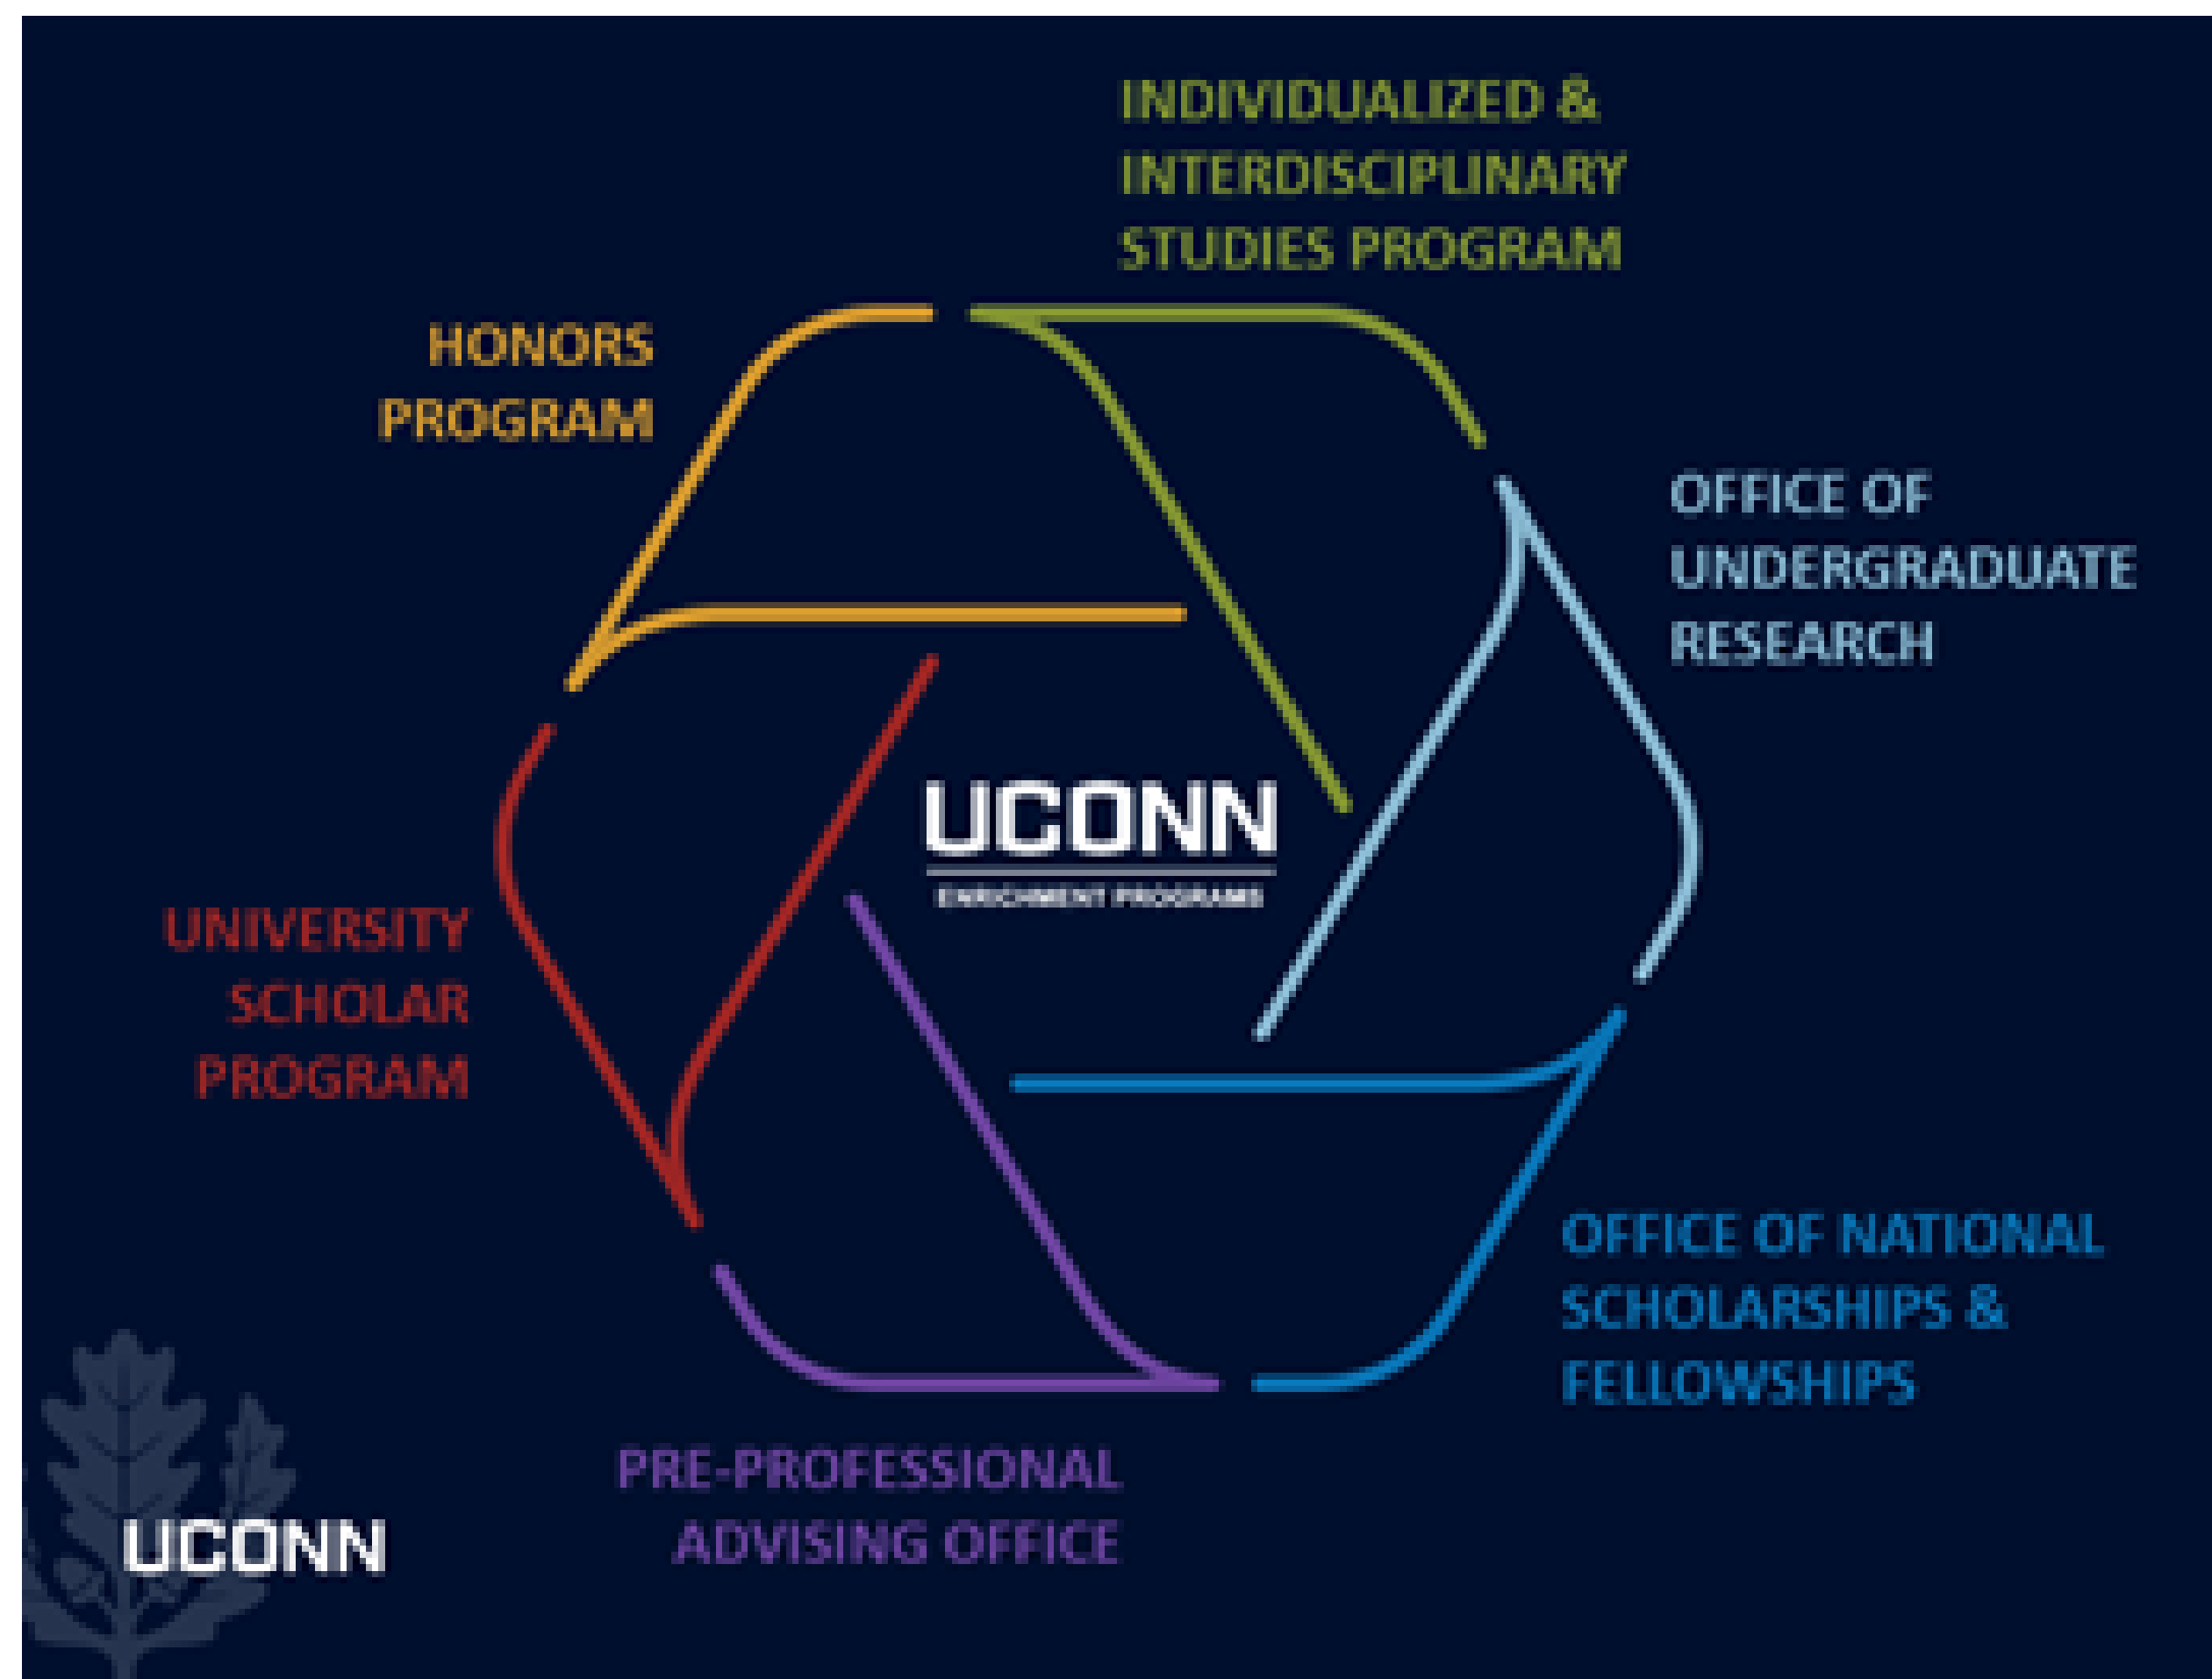 INDIVIDUALIZED &
INTERDISCIPLINARY
STUDIES PROGRAM
HONORS
PROGRAM
OFFICE OF
UNDERGRADUATE
RESEARCH
UCONN
ENRICHMENT PROGRAMS
UNIVERSITY
SCHOLAR
PROGRAM
OFFICE OF NATIONAL
SCHOLARSHIPS &
FELLOWSHIPS
PRE-PROFESSIONAL
ADVISING OFFICE
UCONN